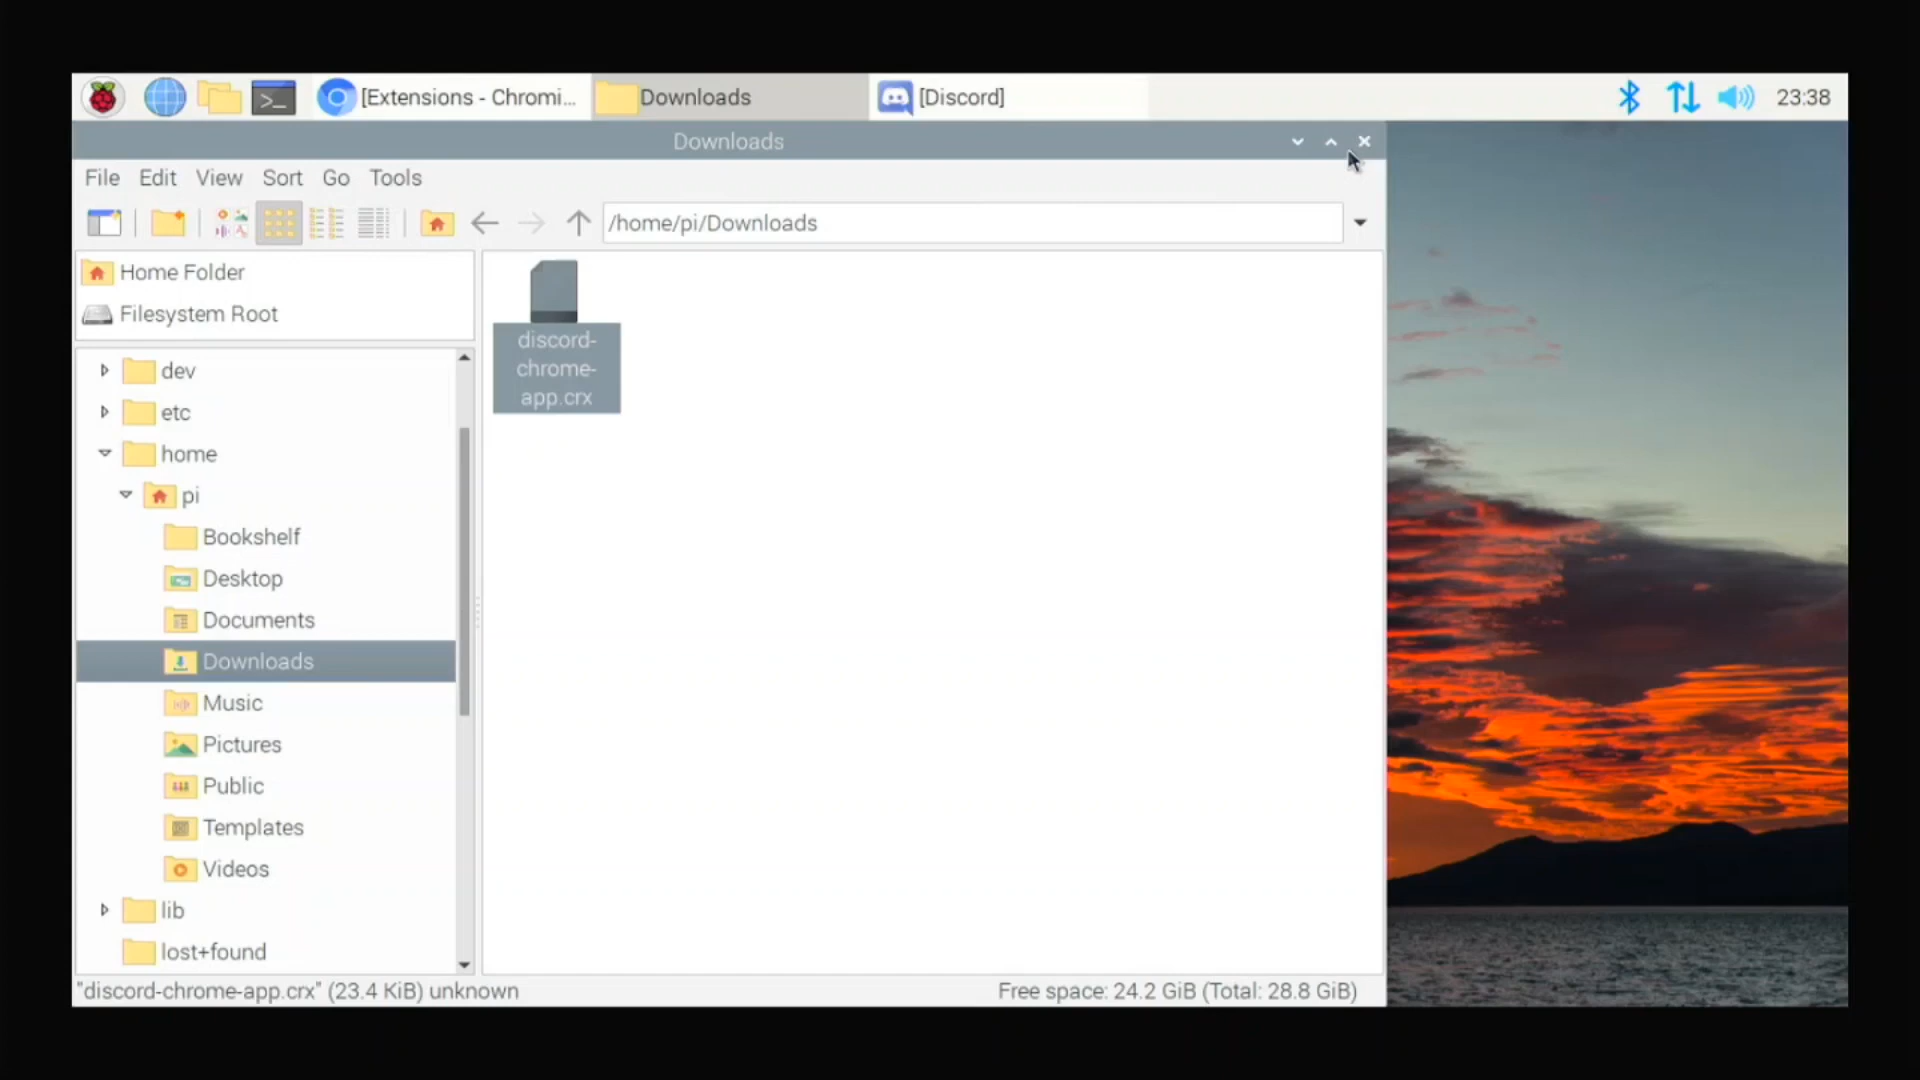 [Extensions - Chromi...
Downloads
[Discord]
23:38
Downloads
File Edit View Sort Go Tools
/home/pi/Downloads
Home Folder
Filesystem Root
dev
etc
home
pi
Bookshelf
Desktop
Documents
Downloads
Music
Pictures
Public
Templates
Videos
lib
lost+found
discord-
chrome-
app.crx
"discord-chrome-app.crx" (23.4 KiB) unknown
Free space: 24.2 GiB (Total: 28.8 GiB)